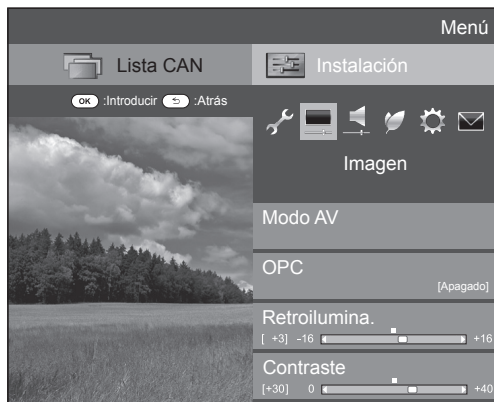 Menú
Lista CAN
Instalación
OK :Introducir :Atrás
Imagen
Modo AV
OPC
[Apagado]
Retroilumina.
[ +3] -16 +16
Contraste
[+30] 0 +40